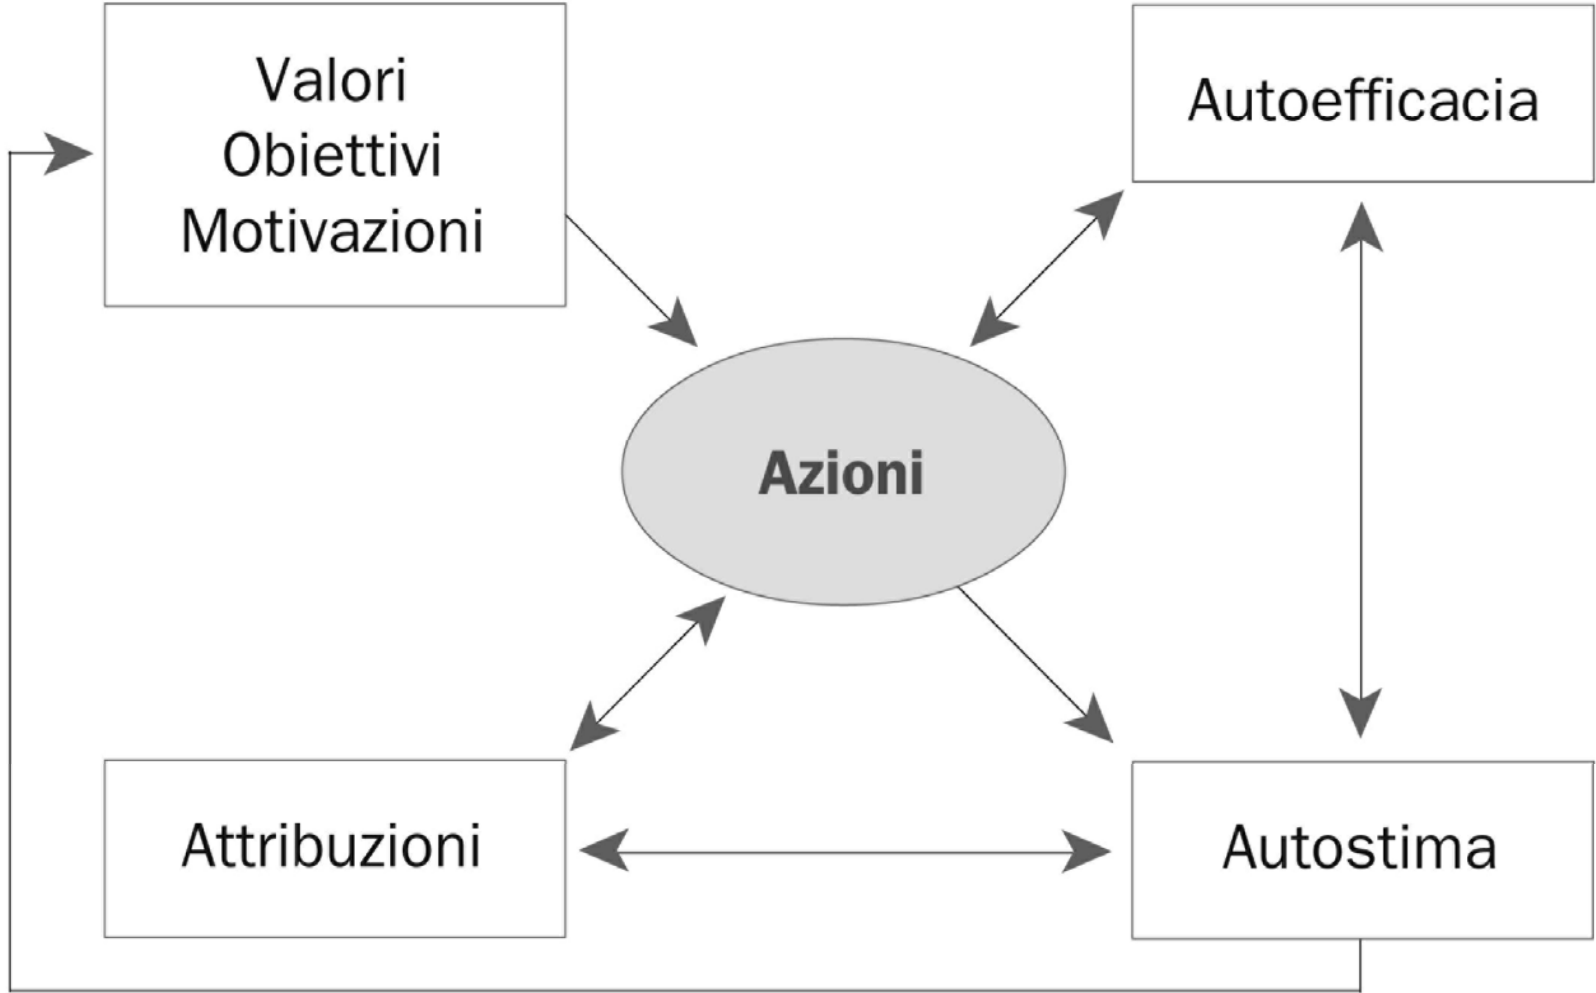 Valori
Obiettivi
Motivazioni
Autoefficacia
Azioni
Attribuzioni
Autostima